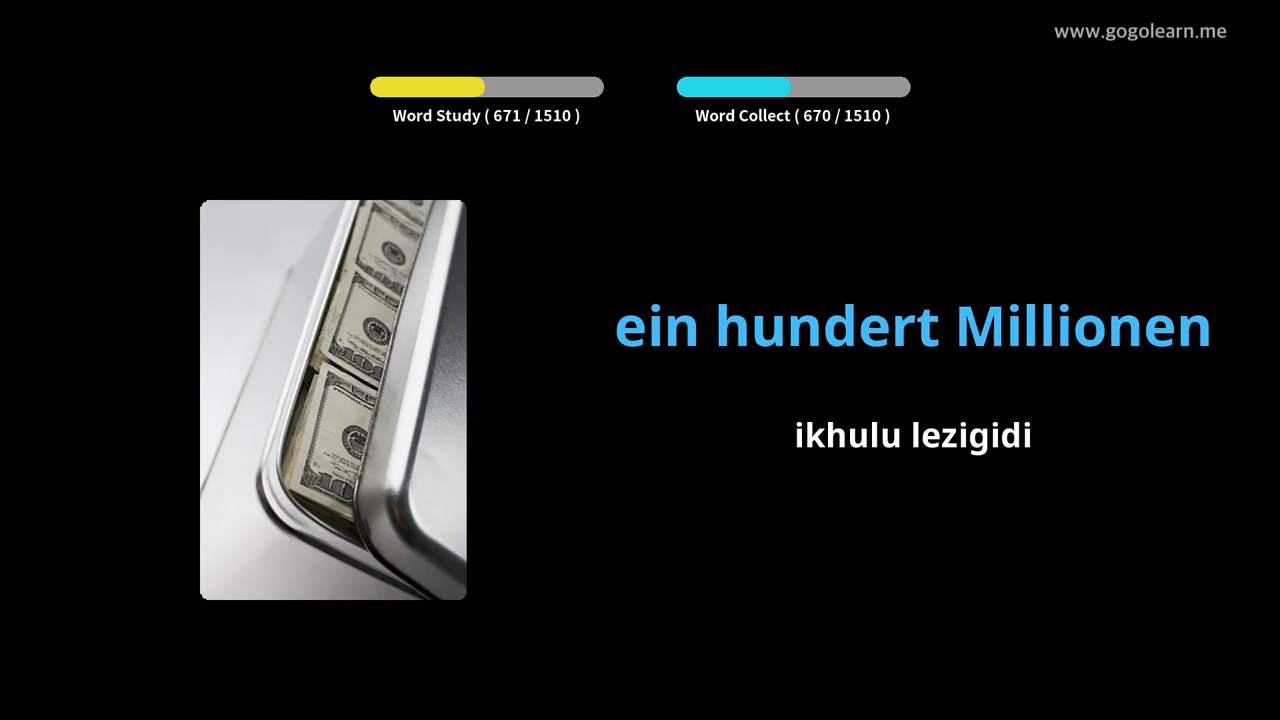 www.gogolearn.me
Word Study ( 671 / 1510 )
Word Collect ( 670 / 1510 )
ein hundert Millionen
ikhulu lezigidi